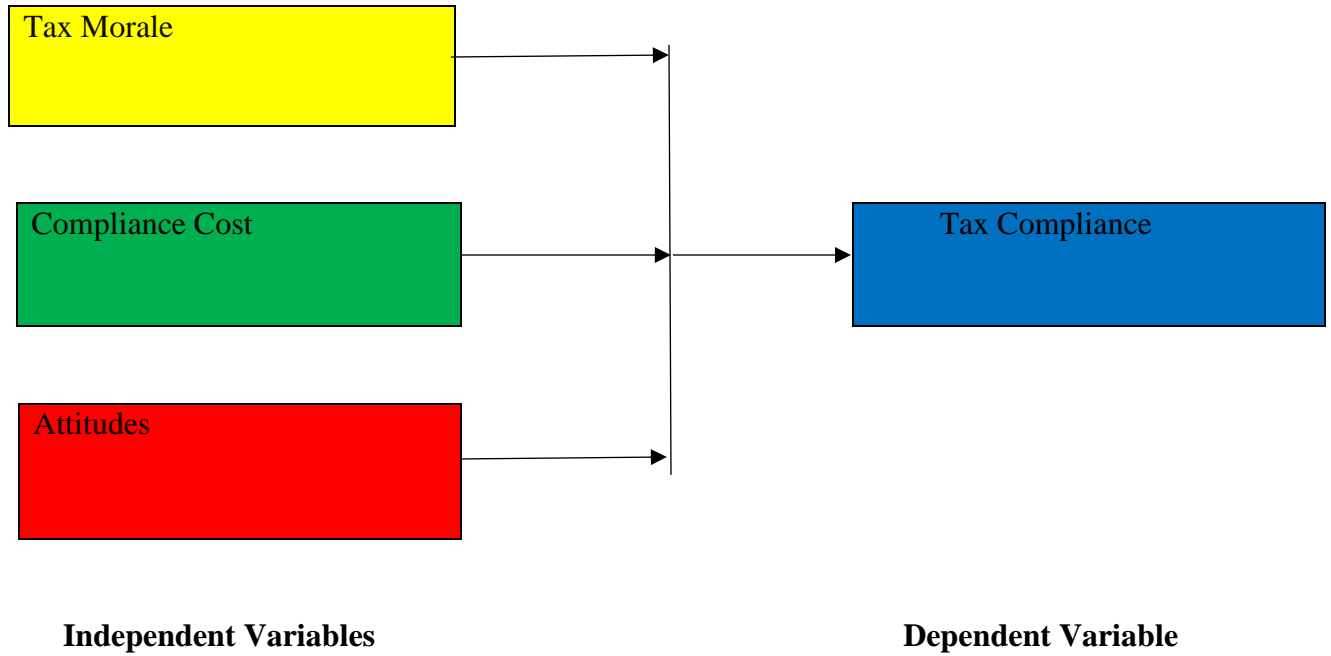 Tax Morale
Compliance Cost
Tax Compliance
Attitudes
Independent Variables
Dependent Variable